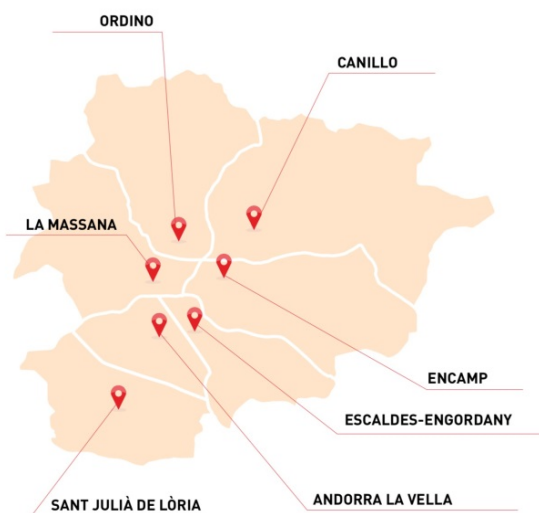 ORDINO
CANILLO
LA MASSANA
ENCAMP
ESCALDES-ENGORDANY
ANDORRA LA VELLA
SANT JULIÀ DE LÒRIA